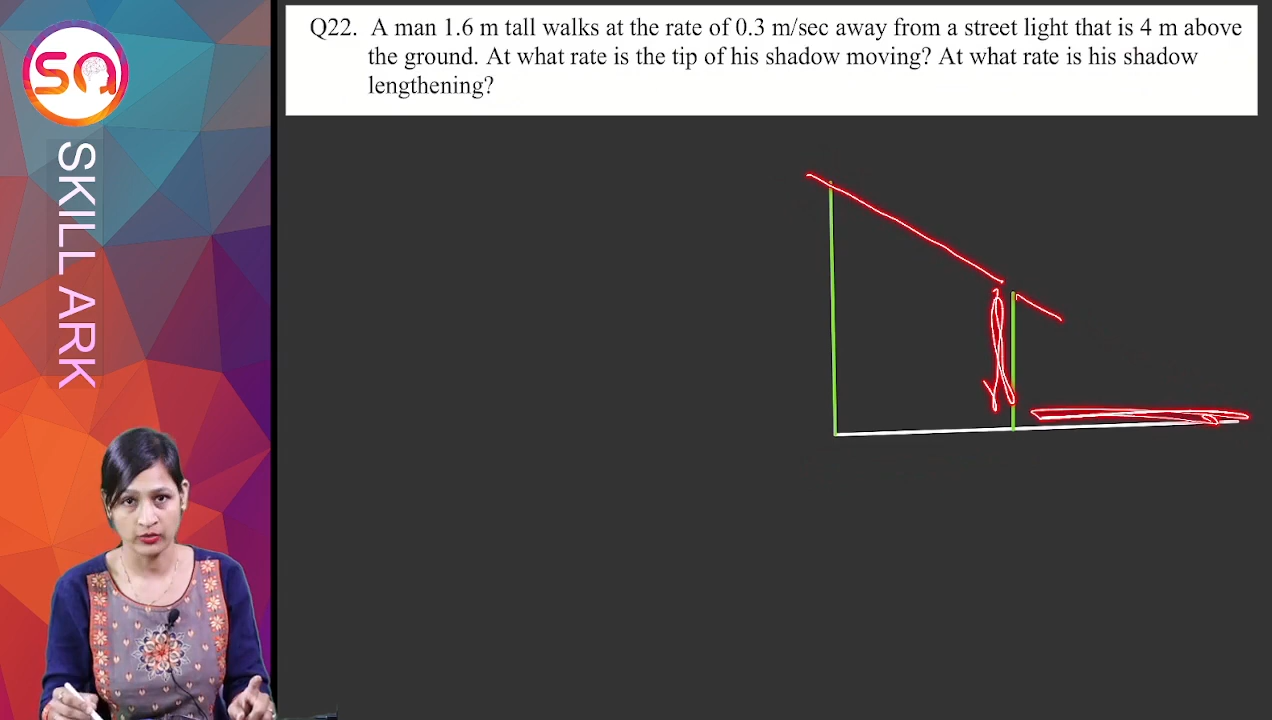 Q22. A man 1.6 m tall walks at the rate of 0.3 m/sec away from a street light that is 4 m above
the ground. At what rate is the tip of his shadow moving? At what rate is his shadow
lengthening?
SA
SKILL ARK